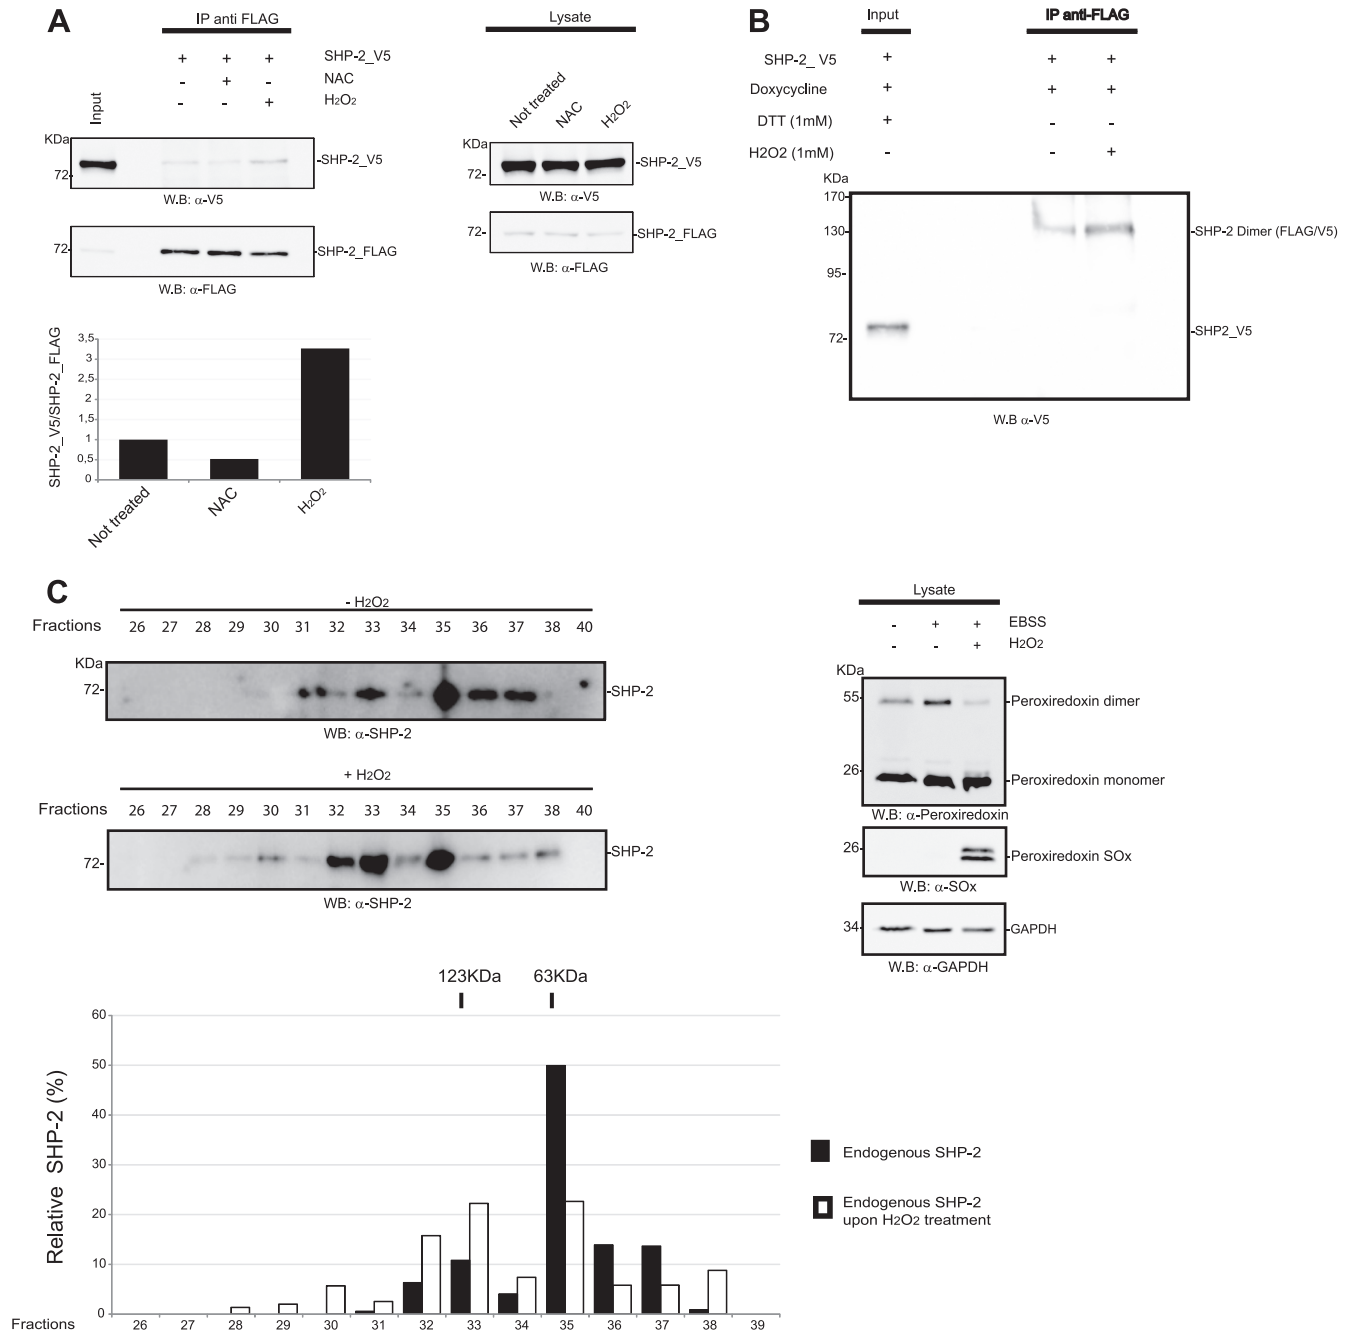 A
IP anti FLAG
SHP-2_V5 + + +
NAC - + -
H2O2 - - +
Input
KDa
72-
-SHP-2_V5
W.B: α-V5
72-
-SHP-2_FLAG
W.B: α-FLAG
Lysate
Not treated NAC H2O2
KDa
72-
-SHP-2_V5
W.B: α-V5
72-
-SHP-2_FLAG
W.B: α-FLAG
SHP-2_V5/SHP-2_FLAG
3,5
3
2,5
2
1,5
1
0,5
0
Not treated NAC H2O2
B
Input IP anti-FLAG
SHP-2_ V5 + + +
Doxycycline + + +
DTT (1mM) + - -
H2O2 (1mM) - - +
KDa
170-
130-
95-
72-
-SHP-2 Dimer (FLAG/V5)
-SHP2_V5
W.B α-V5
C
- H2O2
Fractions 26 27 28 29 30 31 32 33 34 35 36 37 38 40
KDa
72-
-SHP-2
WB: α-SHP-2
+ H2O2
Fractions 26 27 28 29 30 31 32 33 34 35 36 37 38 40
72-
-SHP-2
WB: α-SHP-2
Lysate
- + + EBSS
- - + H2O2
KDa
55-
-Peroxiredoxin dimer
26-
-Peroxiredoxin monomer
W.B: α-Peroxiredoxin
26-
-Peroxiredoxin SOx
W.B: α-SOx
34-
-GAPDH
W.B: α-GAPDH
123KDa 63KDa
Relative SHP-2 (%)
60
50
40
30
20
10
0
Fractions 26 27 28 29 30 31 32 33 34 35 36 37 38 39
Endogenous SHP-2
Endogenous SHP-2
upon H2O2 treatment